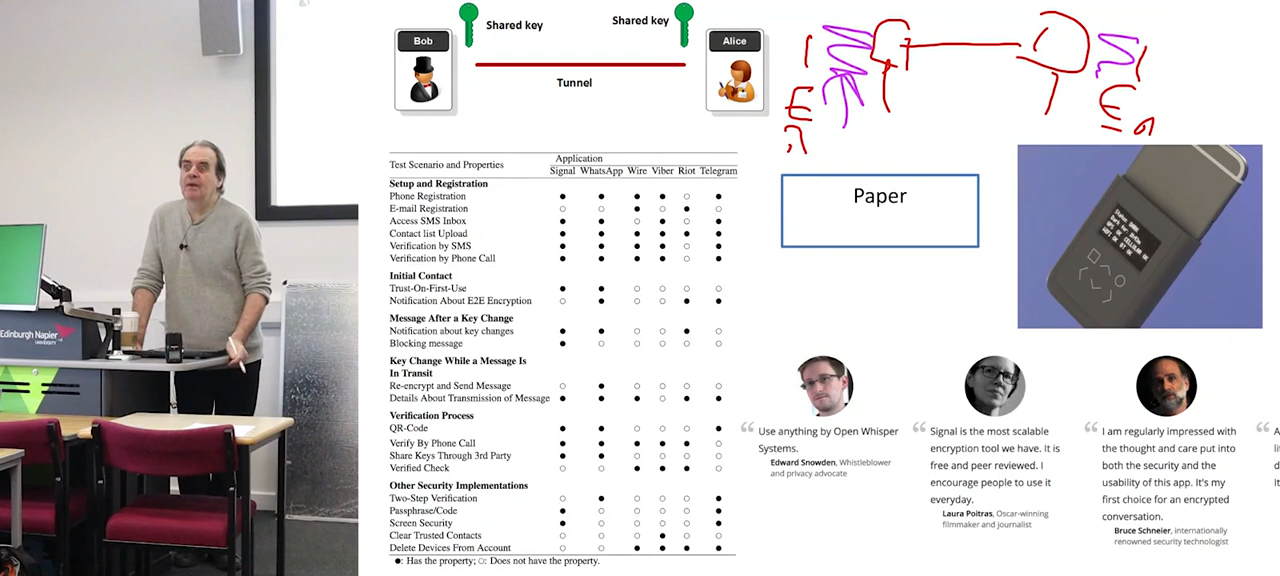 Edinburgh Napier
UNIVERSITY
Shared key
Shared key
Bob
Alice
Tunnel
E
E
?
Test Scenario and Properties
Application
Signal WhatsApp Wire Viber Riot Telegram
Setup and Registration
Phone Registration ● ● ● ● ○ ●
E-mail Registration ○ ○ ● ○ ● ○
Access SMS Inbox ● ● ○ ● ○ ●
Contact list Upload ● ● ● ● ● ●
Verification by SMS ● ● ● ● ○ ●
Verification by Phone Call ● ● ● ● ○ ●
Initial Contact
Trust-On-First-Use ● ● ○ ○ ○ ○
Notification About E2E Encryption ○ ● ○ ○ ● ●
Message After a Key Change
Notification about key changes ● ● ○ ○ ● ○
Blocking message ● ○ ○ ○ ○ ○
Key Change While a Message Is
In Transit
Re-encrypt and Send Message ○ ● ○ ○ ○ ○
Details About Transmission of Message ● ● ● ○ ● ●
Verification Process
QR-Code ● ● ○ ○ ○ ●
Verify By Phone Call ● ● ● ● ● ○
Share Keys Through 3rd Party ● ● ○ ○ ○ ○
Verified Check ○ ○ ● ● ● ○
Other Security Implementations
Two-Step Verification ○ ● ○ ○ ○ ●
Passphrase/Code ● ○ ○ ○ ○ ●
Screen Security ● ○ ○ ○ ○ ●
Clear Trusted Contacts ○ ○ ○ ● ○ ○
Delete Devices From Account ○ ○ ● ● ● ●
●: Has the property; ○: Does not have the property.
Paper
“ Use anything by Open Whisper
Systems.
Edward Snowden, Whistleblower
and privacy advocate
“ Signal is the most scalable
encryption tool we have. It is
free and peer reviewed. I
encourage people to use it
everyday.
Laura Poitras, Oscar-winning
filmmaker and journalist
“ I am regularly impressed with
the thought and care put into
both the security and the
usability of this app. It's my
first choice for an encrypted
conversation.
Bruce Schneier, internationally
renowned security technologist
“ A